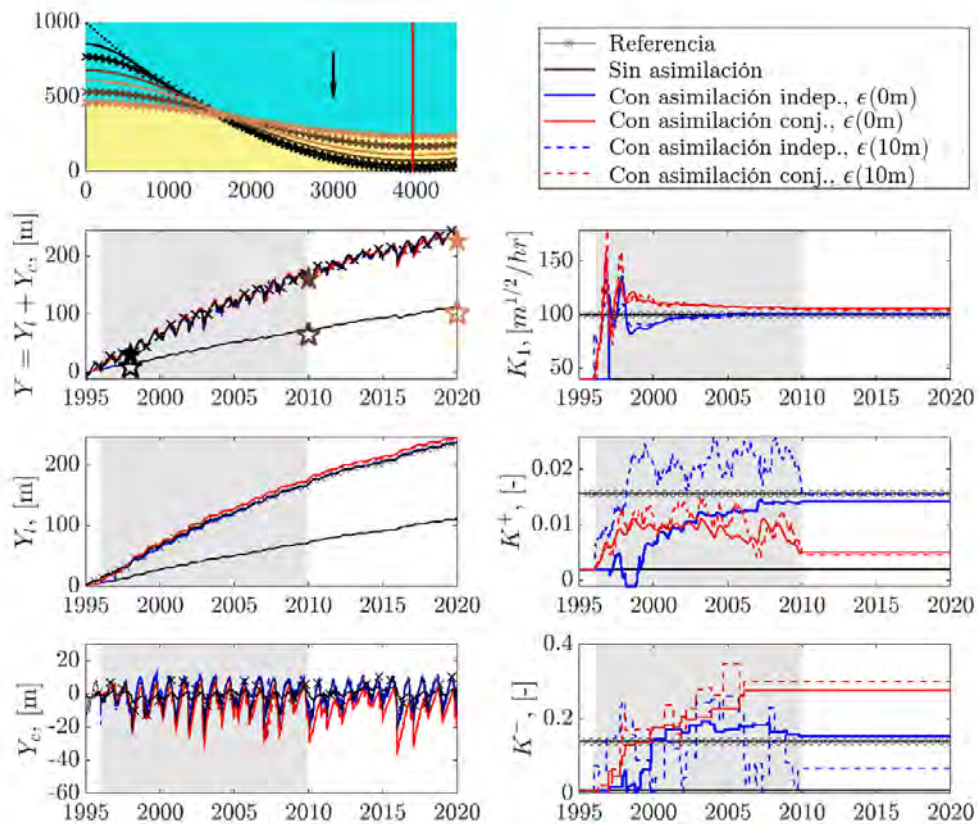 1000
500
0
0 1000 2000 3000 4000
Referencia
Sin asimilación
Con asimilación indep., ϵ(0m)
Con asimilación conj., ϵ(0m)
Con asimilación indep., ϵ(10m)
Con asimilación conj., ϵ(10m)
Y = Y_l + Y_c, [m]
200
100
0
1995 2000 2005 2010 2015 2020
K_1, [m^{1/2}/hr]
150
100
50
1995 2000 2005 2010 2015 2020
Y_l, [m]
200
100
0
1995 2000 2005 2010 2015 2020
K^+, [-]
0.02
0.01
0
1995 2000 2005 2010 2015 2020
Y_c, [m]
20
0
-20
-40
-60
1995 2000 2005 2010 2015 2020
K^-, [-]
0.4
0.2
0
1995 2000 2005 2010 2015 2020